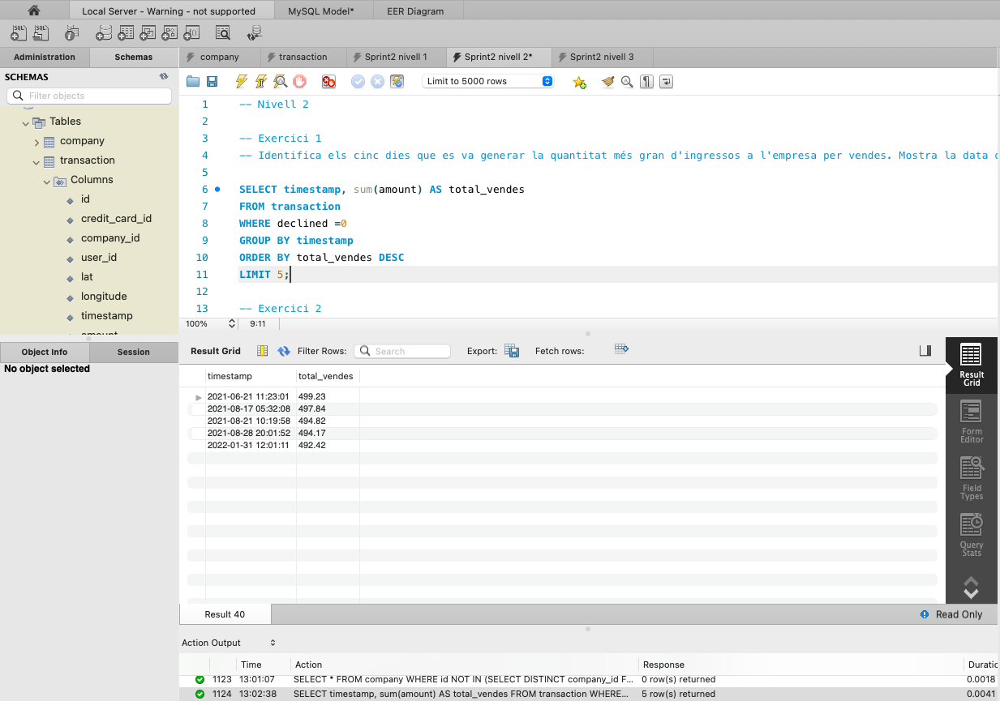 Local Server - Warning - not supported
MySQL Model*
EER Diagram
Administration
Schemas
company
transaction
Sprint2 nivell 1
Sprint2 nivell 2*
Sprint2 nivell 3
SCHEMAS
Filter objects
Tables
company
transaction
Columns
id
credit_card_id
company_id
user_id
lat
longitude
timestamp
Limit to 5000 rows
1 -- Nivell 2
2
3 -- Exercici 1
4 -- Identifica els cinc dies que es va generar la quantitat més gran d'ingressos a l'empresa per vendes. Mostra la data
5
6 SELECT timestamp, sum(amount) AS total_vendes
7 FROM transaction
8 WHERE declined =0
9 GROUP BY timestamp
10 ORDER BY total_vendes DESC
11 LIMIT 5;
12
13 -- Exercici 2
100%
9:11
Object Info
Session
No object selected
Result Grid
Filter Rows:
Search
Export:
Fetch rows:
timestamp total_vendes
2021-06-21 11:23:01 499.23
2021-08-17 05:32:08 497.84
2021-08-21 10:19:58 494.82
2021-08-28 20:01:52 494.17
2022-01-31 12:01:11 492.42
Result
Grid
Form
Editor
Field
Types
Query
Stats
Result 40
Read Only
Action Output
Time Action Response Duratio
1123 13:01:07 SELECT * FROM company WHERE id NOT IN (SELECT DISTINCT company_id F... 0 row(s) returned 0.0018
1124 13:02:38 SELECT timestamp, sum(amount) AS total_vendes FROM transaction WHERE... 5 row(s) returned 0.0041